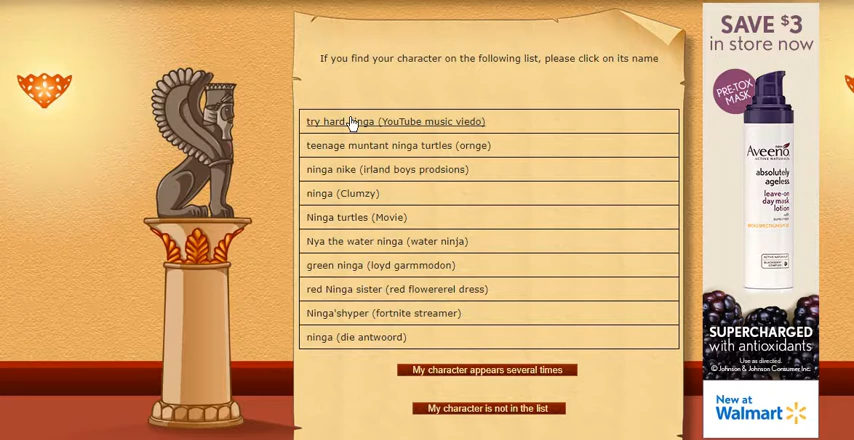 If you find your character on the following list, please click on its name
try hard ninga (YouTube music viedo)
teenage muntant ninga turtles (ornge)
ninga nike (irland boys prodsions)
ninga (Clumzy)
Ninga turtles (Movie)
Nya the water ninga (water ninja)
green ninga (loyd garmmodon)
red Ninga sister (red flowererel dress)
Ninga'shyper (fortnite streamer)
ninga (die antwoord)
My character appears several times
My character is not in the list
SAVE $3
in store now
PRE-TOX
MASK
Aveeno
ACTIVE NATURALS
absolutely
ageless
leave-on
day mask
lotion
SUPERCHARGED
with antioxidants
Use as directed.
© Johnson & Johnson Consumer Inc.
New at
Walmart